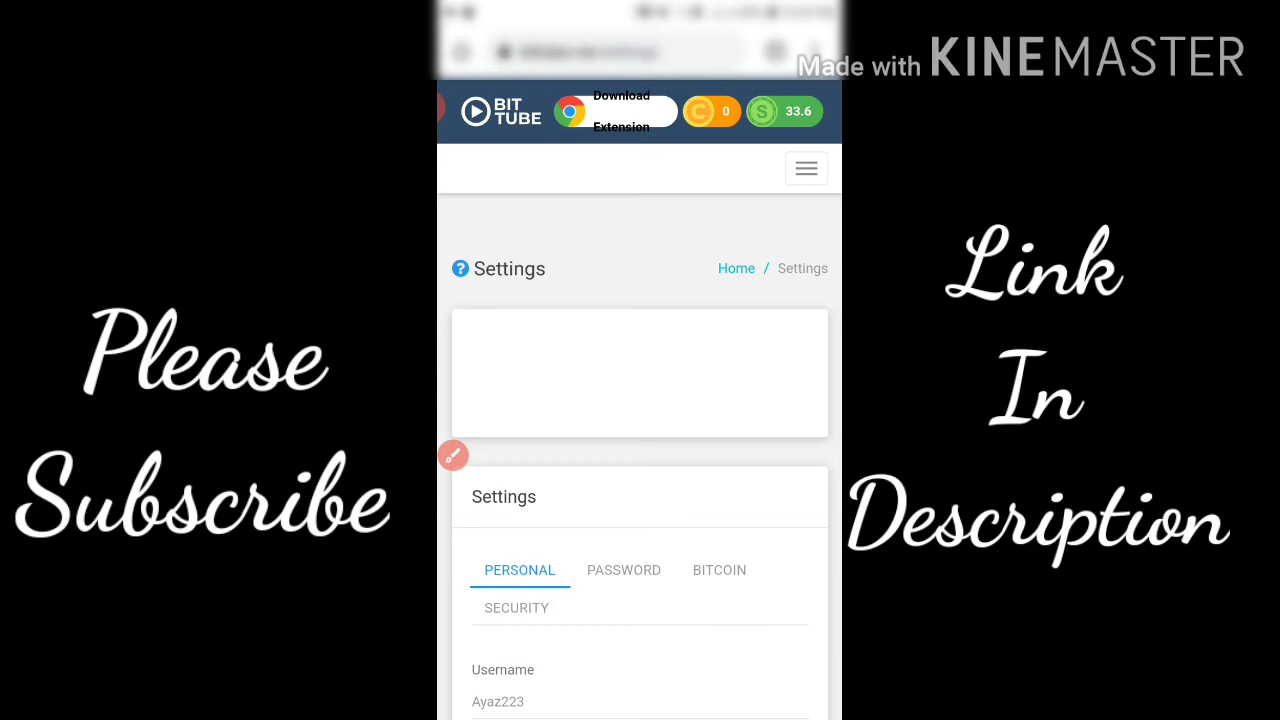 Made with KINEMASTER
BIT
TUBE
Download
Extension
0
33.6
Settings
Home / Settings
Please
Subscribe
Link
In
Description
Settings
PERSONAL PASSWORD BITCOIN
SECURITY
Username
Ayaz223